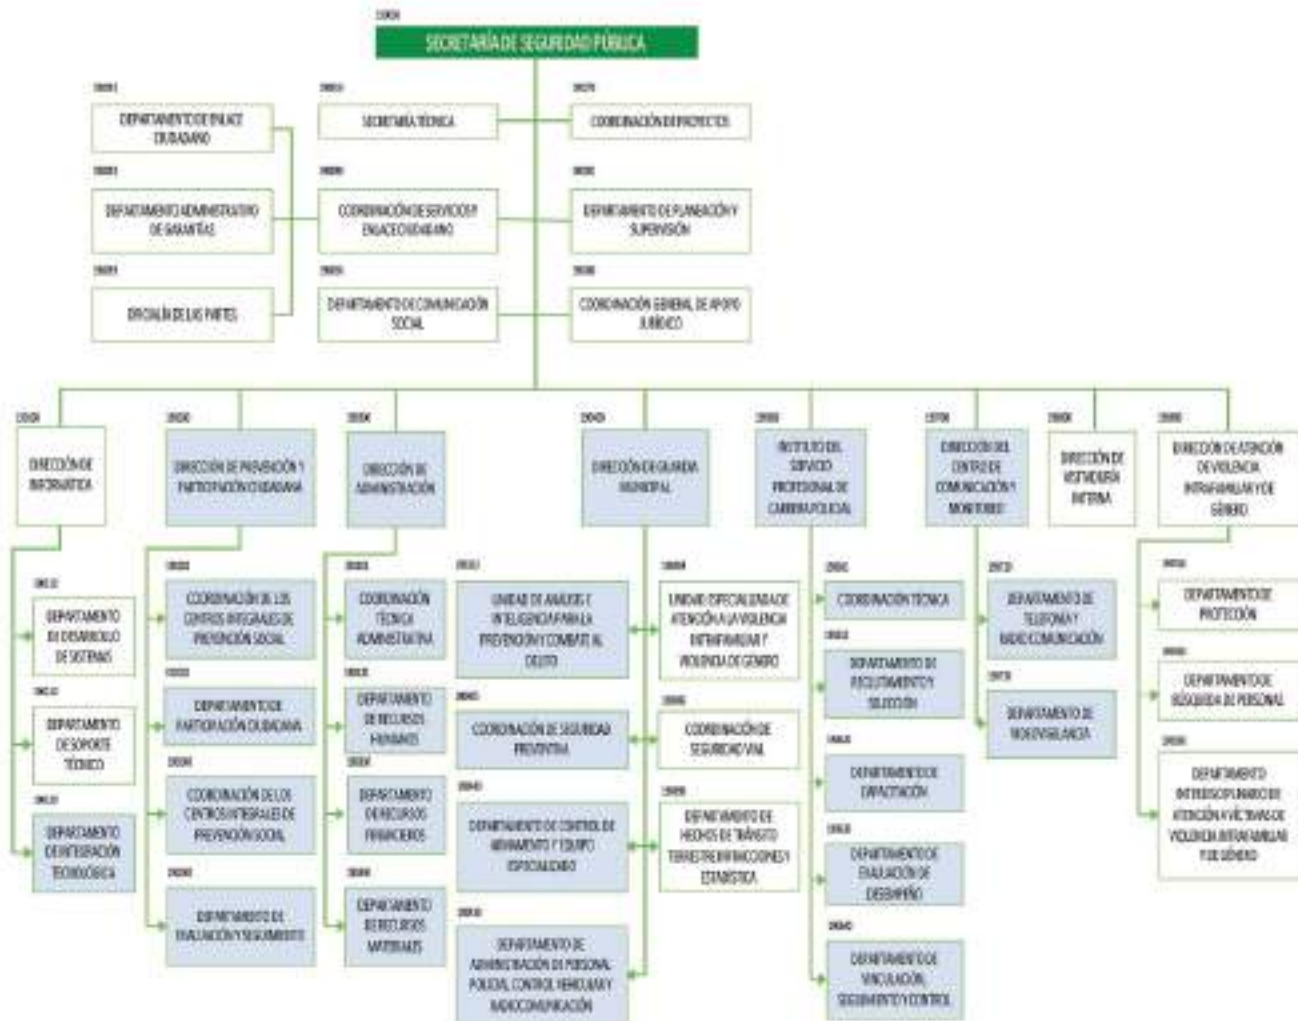 SECRETARÍA DE SEGURIDAD PÚBLICA
DEPARTAMENTO DE ENLACE
CIUDADANO
SECRETARÍA TÉCNICA
COORDINACIÓN DE PROYECTOS
DEPARTAMENTO ADMINISTRATIVO
DE GARANTÍAS
COORDINACIÓN DE SERVICIOS Y
ENLACE CIUDADANO
DEPARTAMENTO DE PLANEACIÓN Y
SUPERVISIÓN
OFICIALÍA DE LAS PARTES
DEPARTAMENTO DE COMUNICACIÓN
SOCIAL
COORDINACIÓN GENERAL DE APOYO
JURÍDICO
DIRECCIÓN DE
INFORMÁTICA
DEPARTAMENTO
DE DESARROLLO
DE SISTEMAS
DEPARTAMENTO
DE SOPORTE
TÉCNICO
DEPARTAMENTO
DE INTEGRACIÓN
TECNOLÓGICA
DIRECCIÓN DE PREVENCIÓN Y
PARTICIPACIÓN CIUDADANA
COORDINACIÓN DE LOS
CENTROS INTEGRALES DE
PREVENCIÓN SOCIAL
DEPARTAMENTO DE
PARTICIPACIÓN CIUDADANA
COORDINACIÓN DE LOS
CENTROS INTEGRALES DE
PREVENCIÓN SOCIAL
DEPARTAMENTO DE
EVALUACIÓN Y SEGUIMIENTO
DIRECCIÓN DE
ADMINISTRACIÓN
COORDINACIÓN
TÉCNICA
ADMINISTRATIVA
DEPARTAMENTO
DE RECURSOS
HUMANOS
DEPARTAMENTO
DE RECURSOS
FINANCIEROS
DEPARTAMENTO
DE RECURSOS
MATERIALES
DIRECCIÓN DE GUARDIA
MUNICIPAL
UNIDAD DE ANÁLISIS E
INTELIGENCIA PARA LA
PREVENCIÓN Y COMBATE AL
DELITO
COORDINACIÓN DE SEGURIDAD
PREVENTIVA
DEPARTAMENTO DE CONTROL DE
ARMAMENTO Y EQUIPO
ESPECIALIZADO
DEPARTAMENTO DE
ADMINISTRACIÓN DE PERSONAL
POLICIAL, CONTROL VEHICULAR Y
RADIOCOMUNICACIÓN
UNIDAD ESPECIALIZADA DE
ATENCIÓN A LA VIOLENCIA
INTRAFAMILIAR Y
VIOLENCIA DE GÉNERO
COORDINACIÓN DE
SEGURIDAD VIAL
DEPARTAMENTO DE
HECHOS DE TRÁNSITO
TERRESTRE INFRACCIONES Y
ESTADÍSTICA
INSTITUTO DEL
SERVICIO
PROFESIONAL DE
CARRERA POLICIAL
COORDINACIÓN TÉCNICA
DEPARTAMENTO DE
RECLUTAMIENTO Y
SELECCIÓN
DEPARTAMENTO DE
CAPACITACIÓN
DEPARTAMENTO DE
EVALUACIÓN DE
DESEMPEÑO
DEPARTAMENTO DE
VINCULACIÓN,
SEGUIMIENTO Y CONTROL
DIRECCIÓN DEL
CENTRO DE
COMUNICACIÓN Y
MONITOREO
DEPARTAMENTO DE
TELEFONÍA Y
RADIO COMUNICACIÓN
DEPARTAMENTO DE
VIDEOVIGILANCIA
DIRECCIÓN DE
VISITADURÍA
INTERNA
DIRECCIÓN DE ATENCIÓN
DE VIOLENCIA
INTRAFAMILIAR Y DE
GÉNERO
DEPARTAMENTO DE
PROTECCIÓN
DEPARTAMENTO DE
BÚSQUEDA DE PERSONAL
DEPARTAMENTO
INTERDISCIPLINARIO DE
ATENCIÓN A VÍCTIMAS DE
VIOLENCIA INTRAFAMILIAR
Y DE GÉNERO